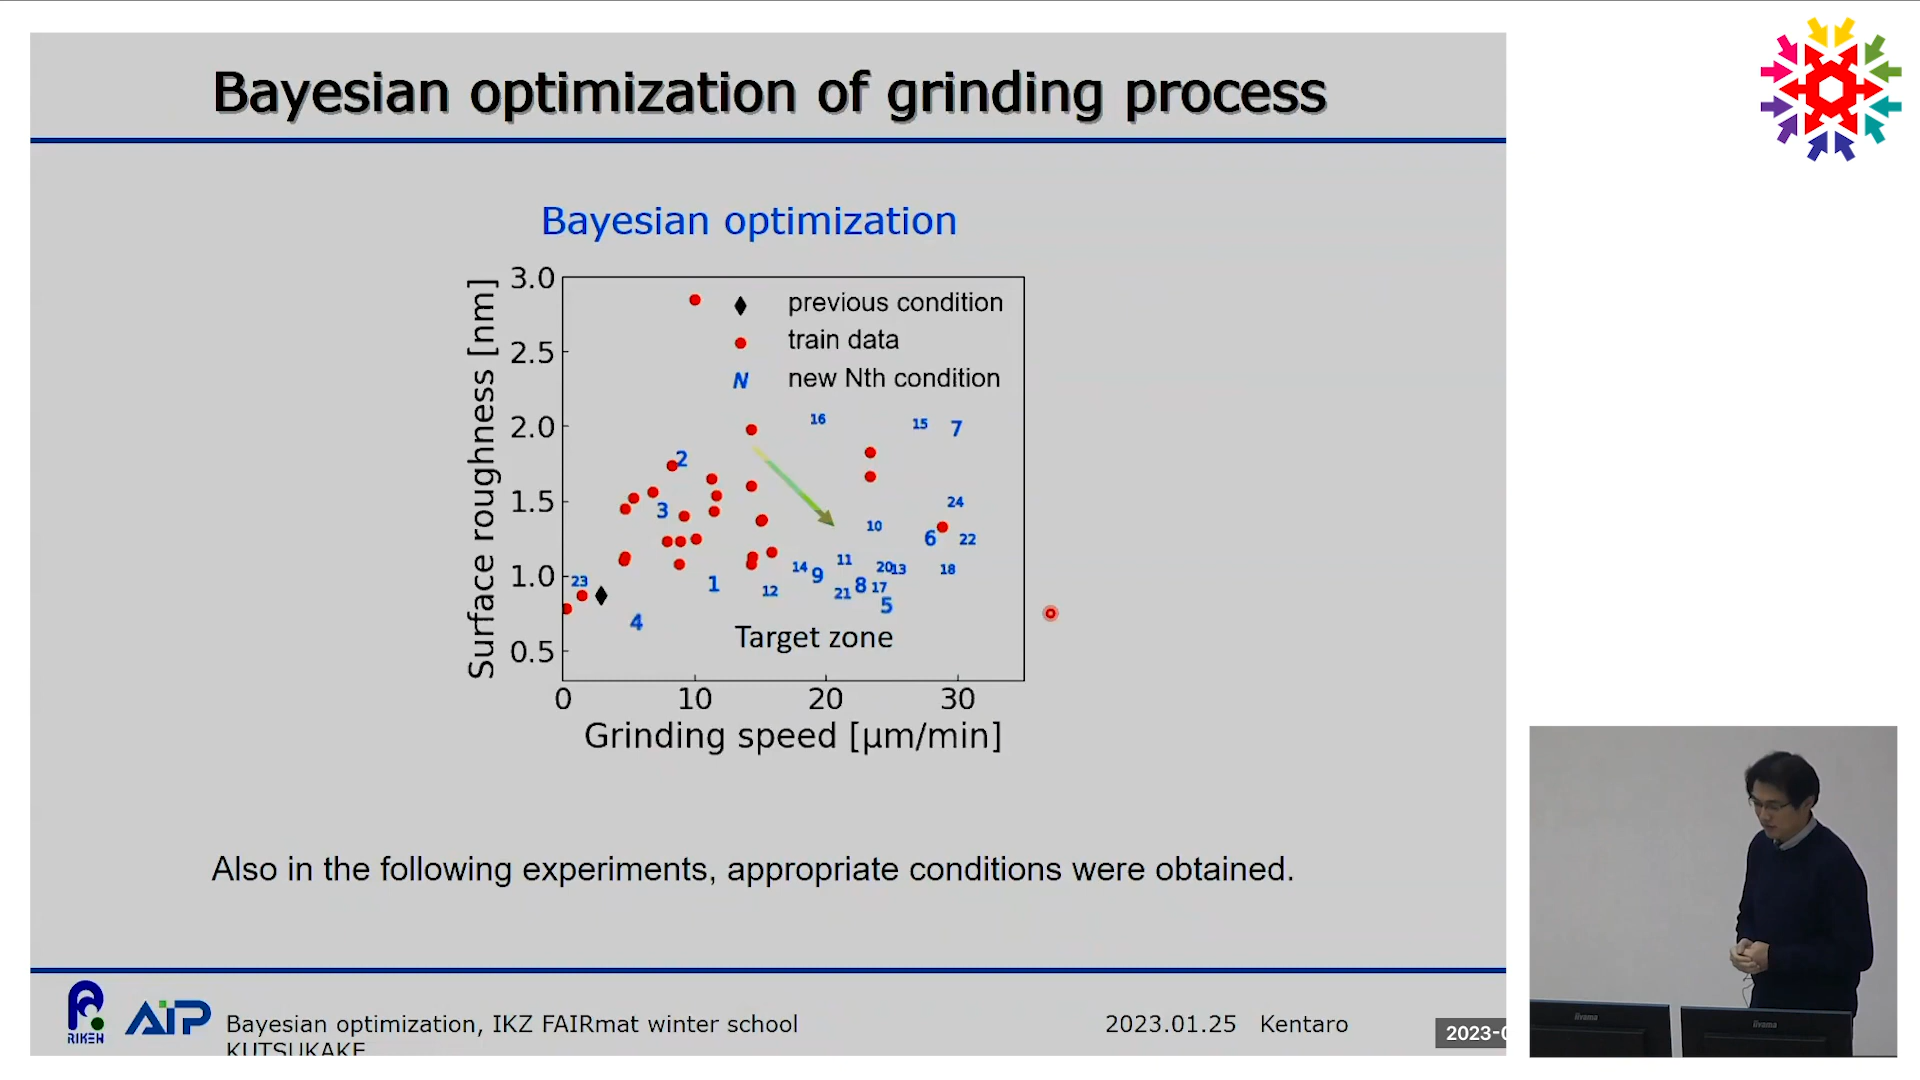 Bayesian optimization of grinding process
Bayesian optimization
Surface roughness [nm]
3.0
2.5
2.0
1.5
1.0
0.5
0
10
20
30
Grinding speed [µm/min]
previous condition
train data
N
new Nth condition
16
15
7
2
3
24
10
6
22
11
14
9
20
13
18
23
1
12
21
8
17
5
4
Target zone
Also in the following experiments, appropriate conditions were obtained.
RIKEN
AIP
Bayesian optimization, IKZ FAIRmat winter school
2023.01.25 Kentaro
KUTSUKAKE
2023-0
iiyama
iiyama